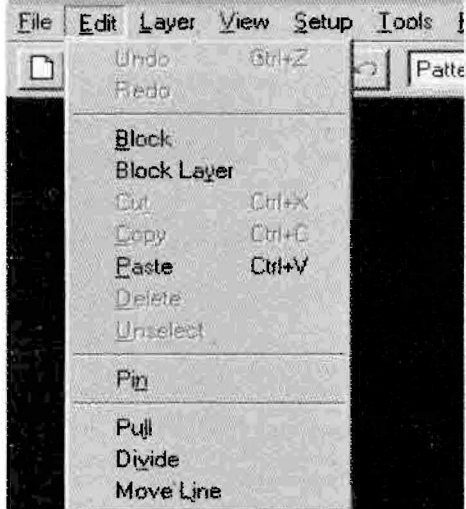 File Edit Layer View Setup Tools
Patte
Undo Ctrl+Z
Redo
Block
Block Layer
Cut Ctrl+X
Copy Ctrl+C
Paste Ctrl+V
Delete
Unselect
Pin
Pull
Divide
Move Line